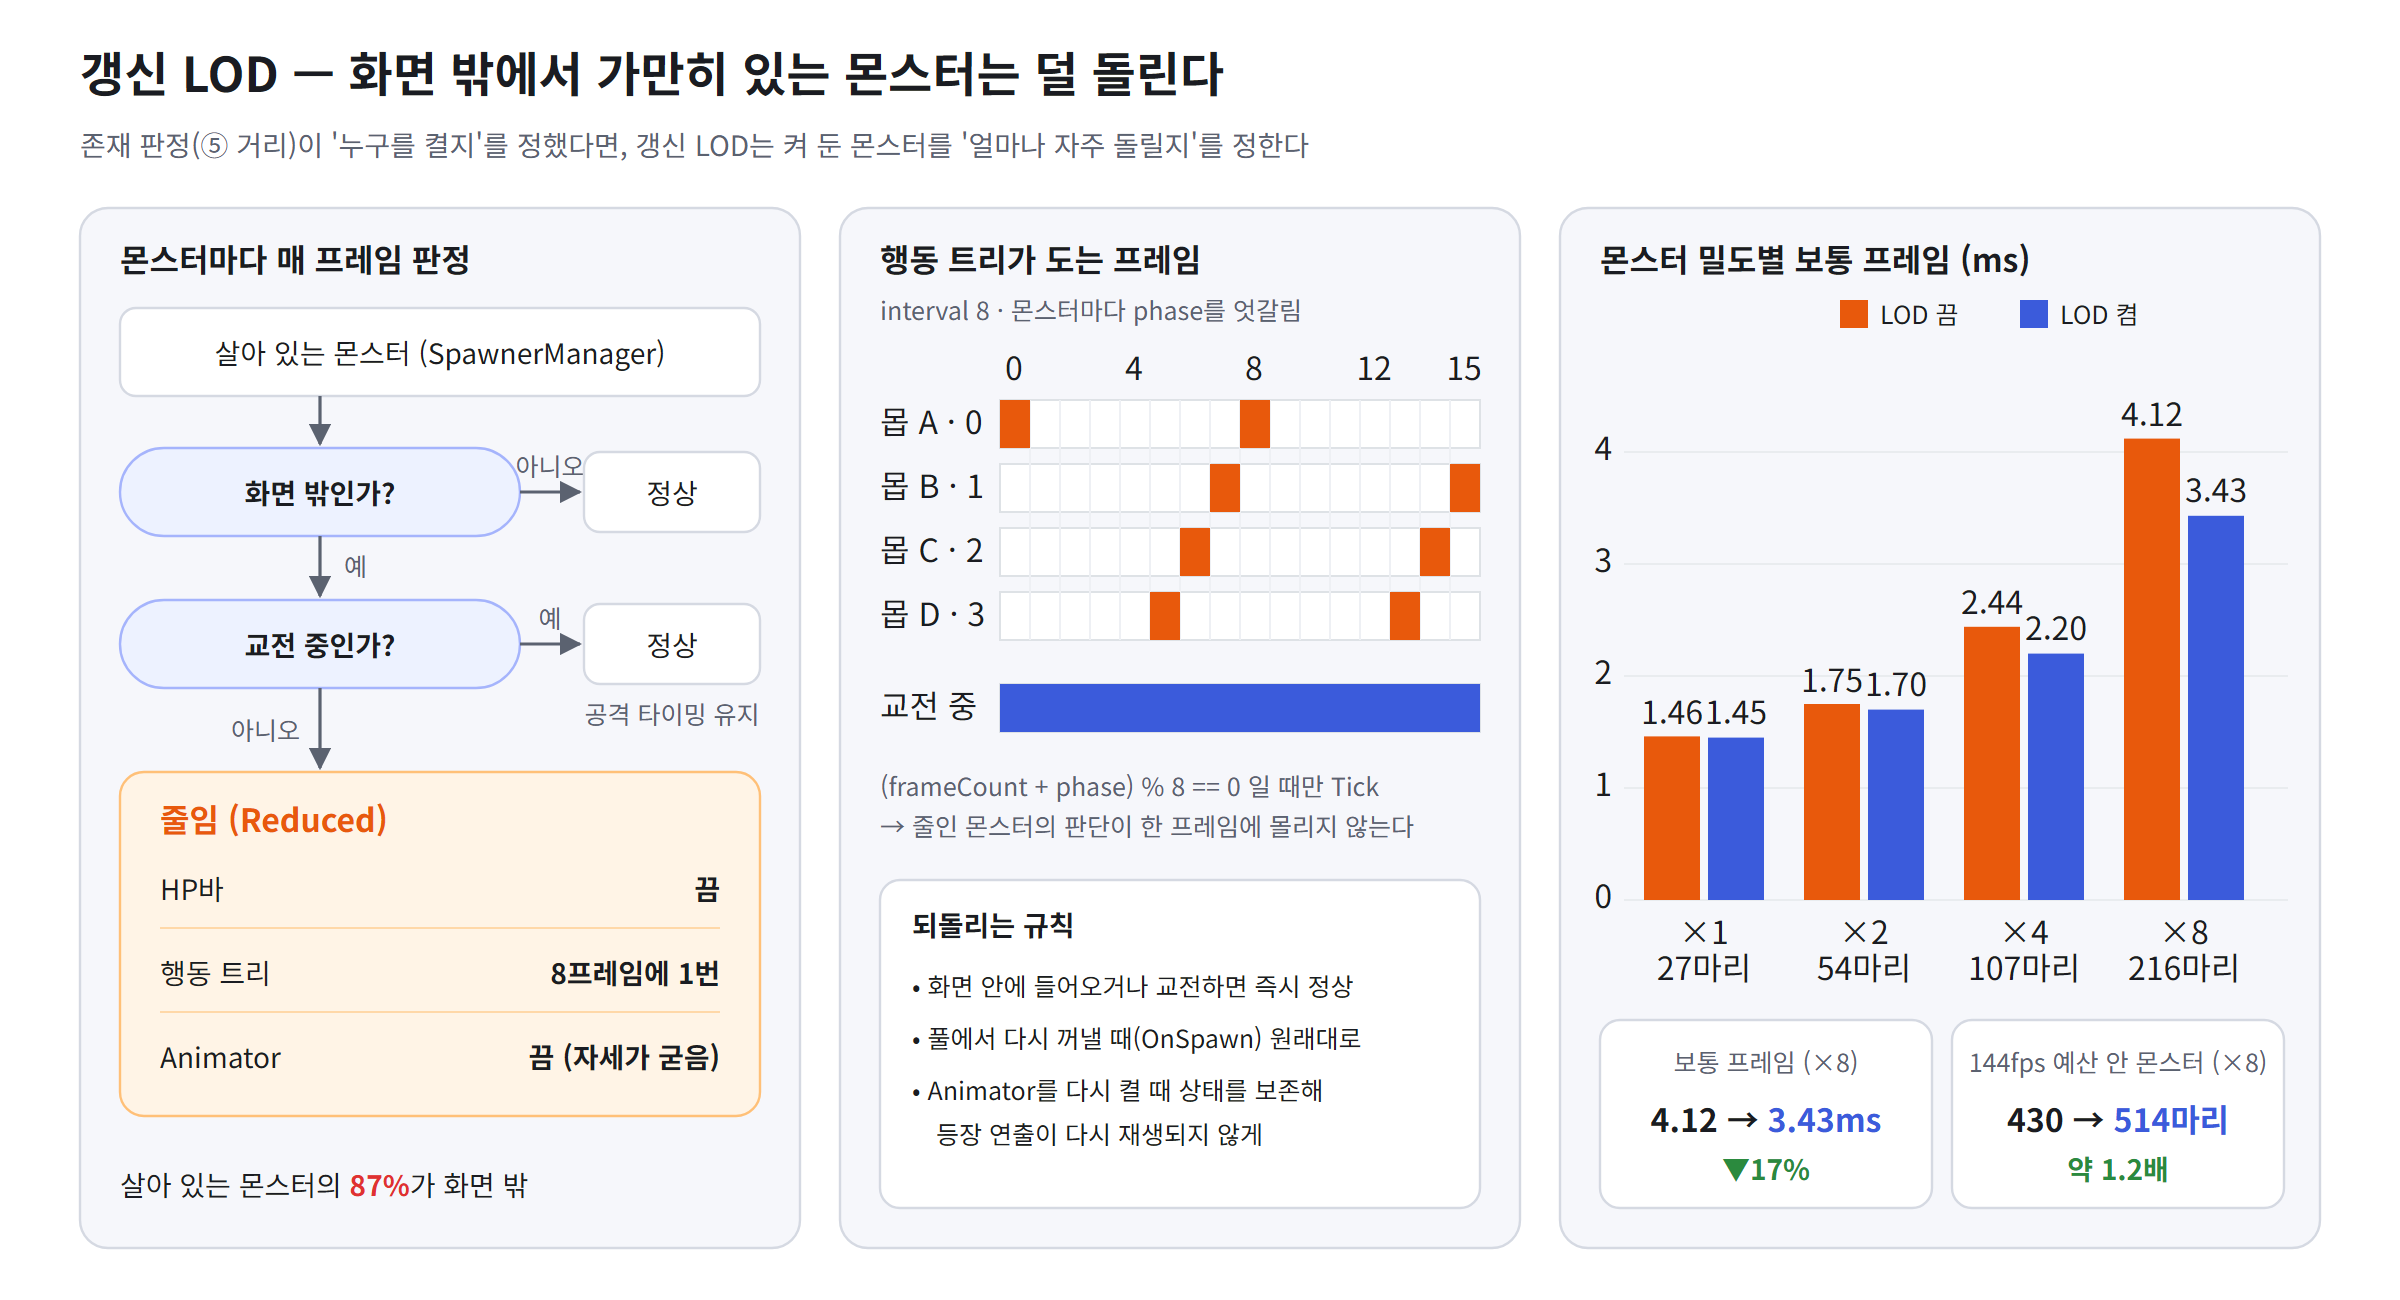 갱신 LOD — 화면 밖에서 가만히 있는 몬스터는 덜 돌린다
존재 판정(⑤ 거리)이 '누구를 켤지'를 정했다면, 갱신 LOD는 켜 둔 몬스터를 '얼마나 자주 돌릴지'를 정한다
몬스터마다 매 프레임 판정
살아 있는 몬스터 (SpawnerManager)
화면 밖인가?
아니오
정상
예
교전 중인가?
예
정상
공격 타이밍 유지
아니오
줄임 (Reduced)
HP바 끔
행동 트리 8프레임에 1번
Animator 끔 (자세가 굳음)
살아 있는 몬스터의 87%가 화면 밖
행동 트리가 도는 프레임
interval 8 · 몬스터마다 phase를 엇갈림
0 4 8 12 15
몹 A · 0
몹 B · 1
몹 C · 2
몹 D · 3
교전 중
(frameCount + phase) % 8 == 0 일 때만 Tick
→ 줄인 몬스터의 판단이 한 프레임에 몰리지 않는다
되돌리는 규칙
• 화면 안에 들어오거나 교전하면 즉시 정상
• 풀에서 다시 꺼낼 때(OnSpawn) 원래대로
• Animator를 다시 켤 때 상태를 보존해
등장 연출이 다시 재생되지 않게
몬스터 밀도별 보통 프레임 (ms)
LOD 끔 LOD 켬
4
3
2
1
0
1.46 1.45
1.75 1.70
2.44 2.20
4.12 3.43
×1 ×2 ×4 ×8
27마리 54마리 107마리 216마리
보통 프레임 (×8)
4.12 → 3.43ms
▼17%
144fps 예산 안 몬스터 (×8)
430 → 514마리
약 1.2배